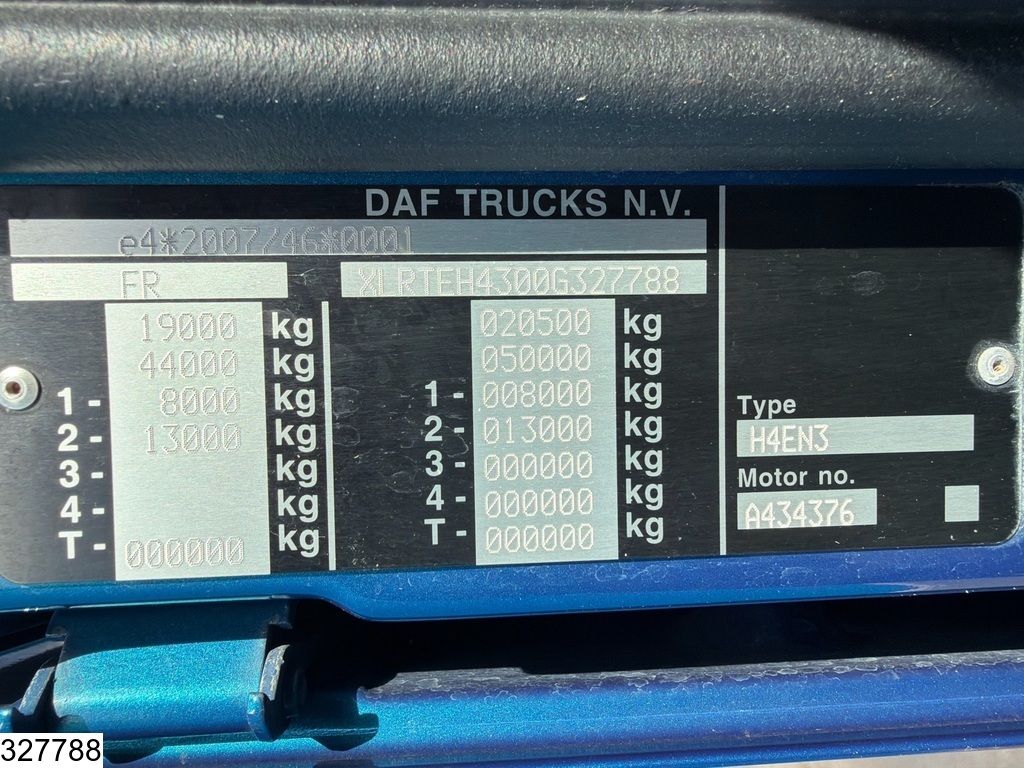 DAF TRUCKS N.V.
e4*2007/46*0001
FR XLRTEH4300G327788
19000 kg 020500 kg
44000 kg 050000 kg
1- 8000 kg 1- 008000 kg
2- 13000 kg 2- 013000 kg
3- kg 3- 000000 kg
4- kg 4- 000000 kg
T- 000000 kg T- 000000 kg
Type
H4EN3
Motor no.
A434376
327788